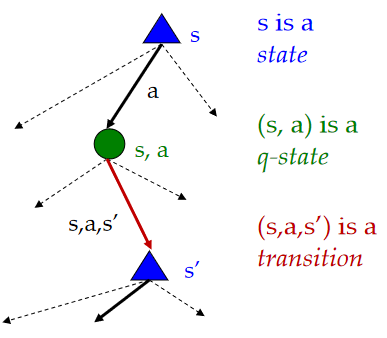 s
s is a
state
a
(s, a) is a
q-state
s, a
s,a,s’
(s,a,s’) is a
transition
s’